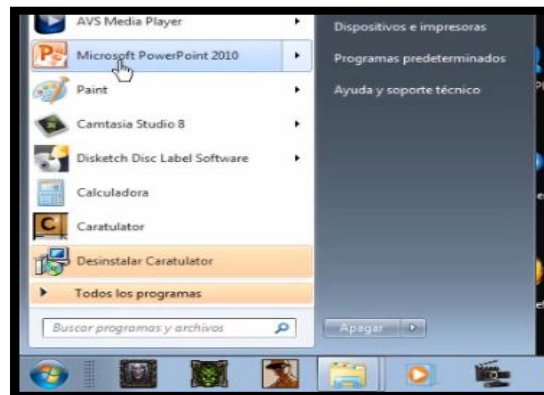 AVS Media Player
Microsoft PowerPoint 2010
Paint
Camtasia Studio 8
Disketch Disc Label Software
Calculadora
Caratulator
Desinstalar Caratulator
Todos los programas
Buscar programas y archivos
Dispositivos e impresoras
Programas predeterminados
Ayuda y soporte técnico
Apagar